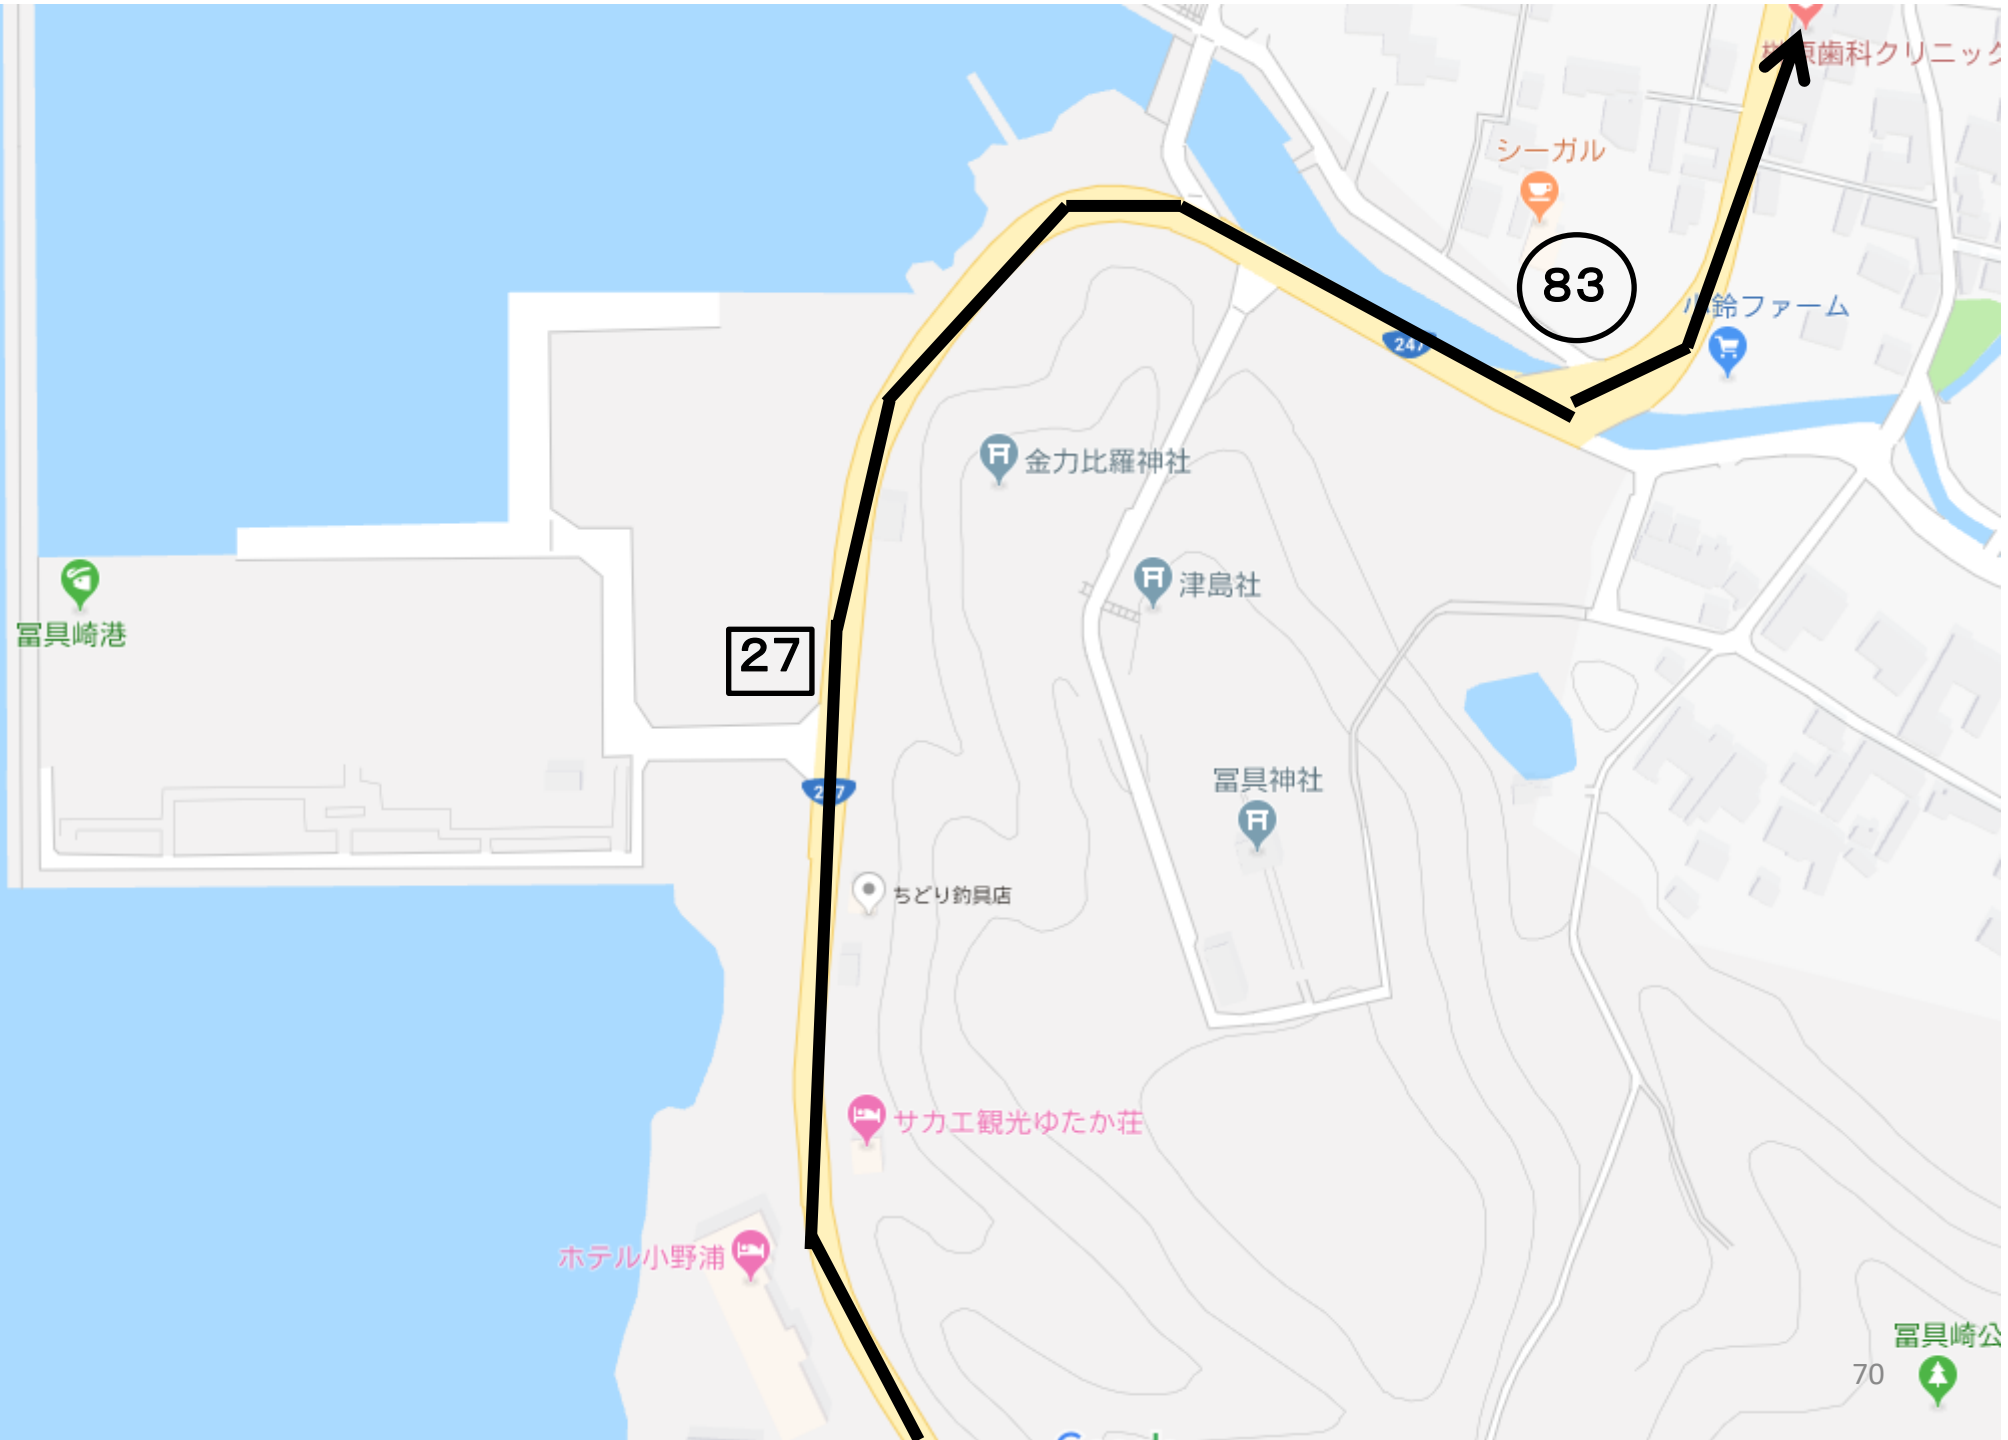 原歯科クリニック
シーガル
83
小鈴ファーム
247
金力比羅神社
津島社
冨具崎港
27
冨具神社
ちどり釣具店
サカエ観光ゆたか荘
ホテル小野浦
冨具崎公
70